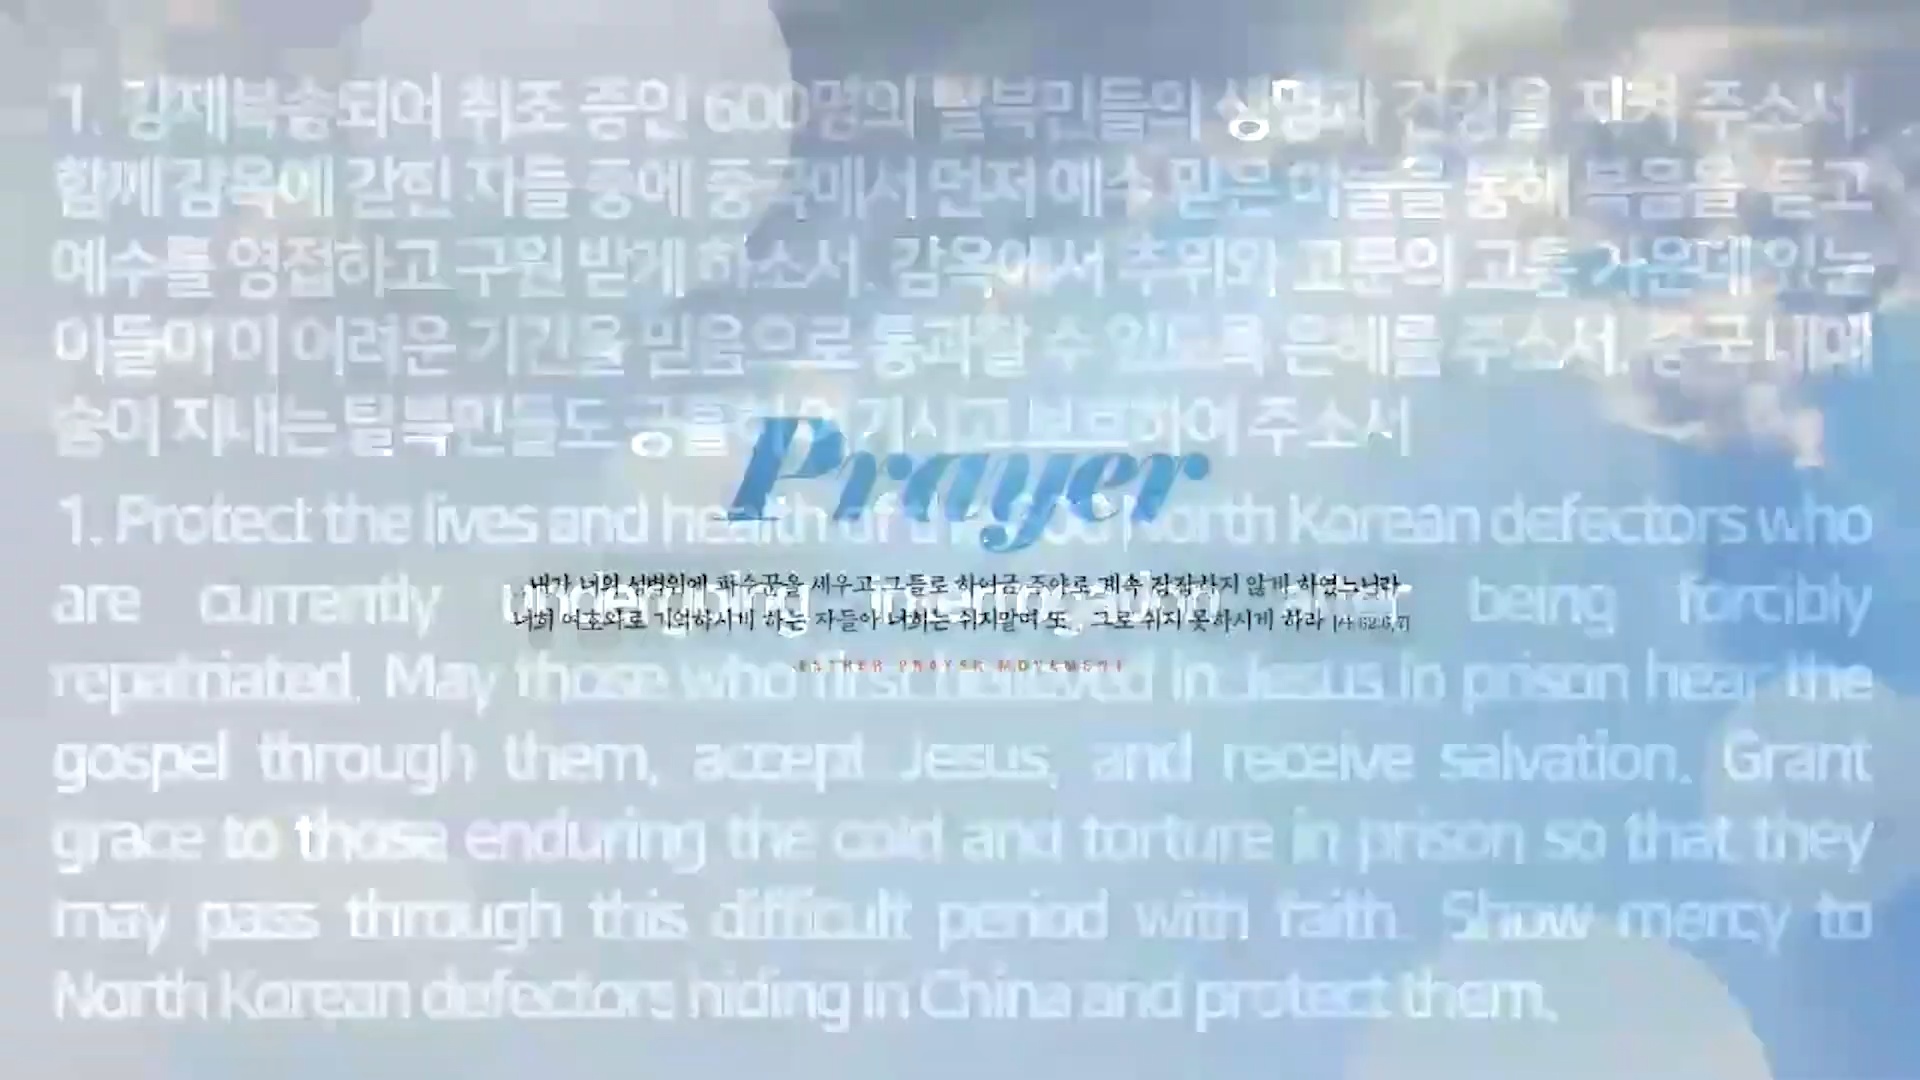 1. 강제북송되어 취조 중인 600명의 탈북민들의 생명과 건강을 지켜 주소서.
함께 감옥에 갇힌 자들 중에 중국에서 먼저 예수 믿은 이들을 통해 복음을 듣고
예수를 영접하고 구원 받게 하소서. 감옥에서 추위와 고문의 고통 가운데 있는
이들이 이 어려운 기간을 믿음으로 통과할 수 있도록 은혜를 주소서. 중국 내에
숨어 지내는 탈북민들도 긍휼히 여기시고 보호하여 주소서
Prayer
1. Protect the lives and health of the 600 North Korean defectors who
are currently undergoing interrogation after being forcibly
내가 너의 성벽위에 파수꾼을 세우고 그들로 하여금 주야로 계속 잠잠하지 않게 하였느니라
너희 여호와로 기억하시게 하는 자들아 너희는 쉬지말며 또, 그로 쉬지 못하시게 하라 [사 62:6,7]
ESTHER PRAYER MOVEMENT
repatriated. May those who first believed in Jesus in prison hear the
gospel through them, accept Jesus, and receive salvation. Grant
grace to those enduring the cold and torture in prison so that they
may pass through this difficult period with faith. Show mercy to
North Korean defectors hiding in China and protect them.